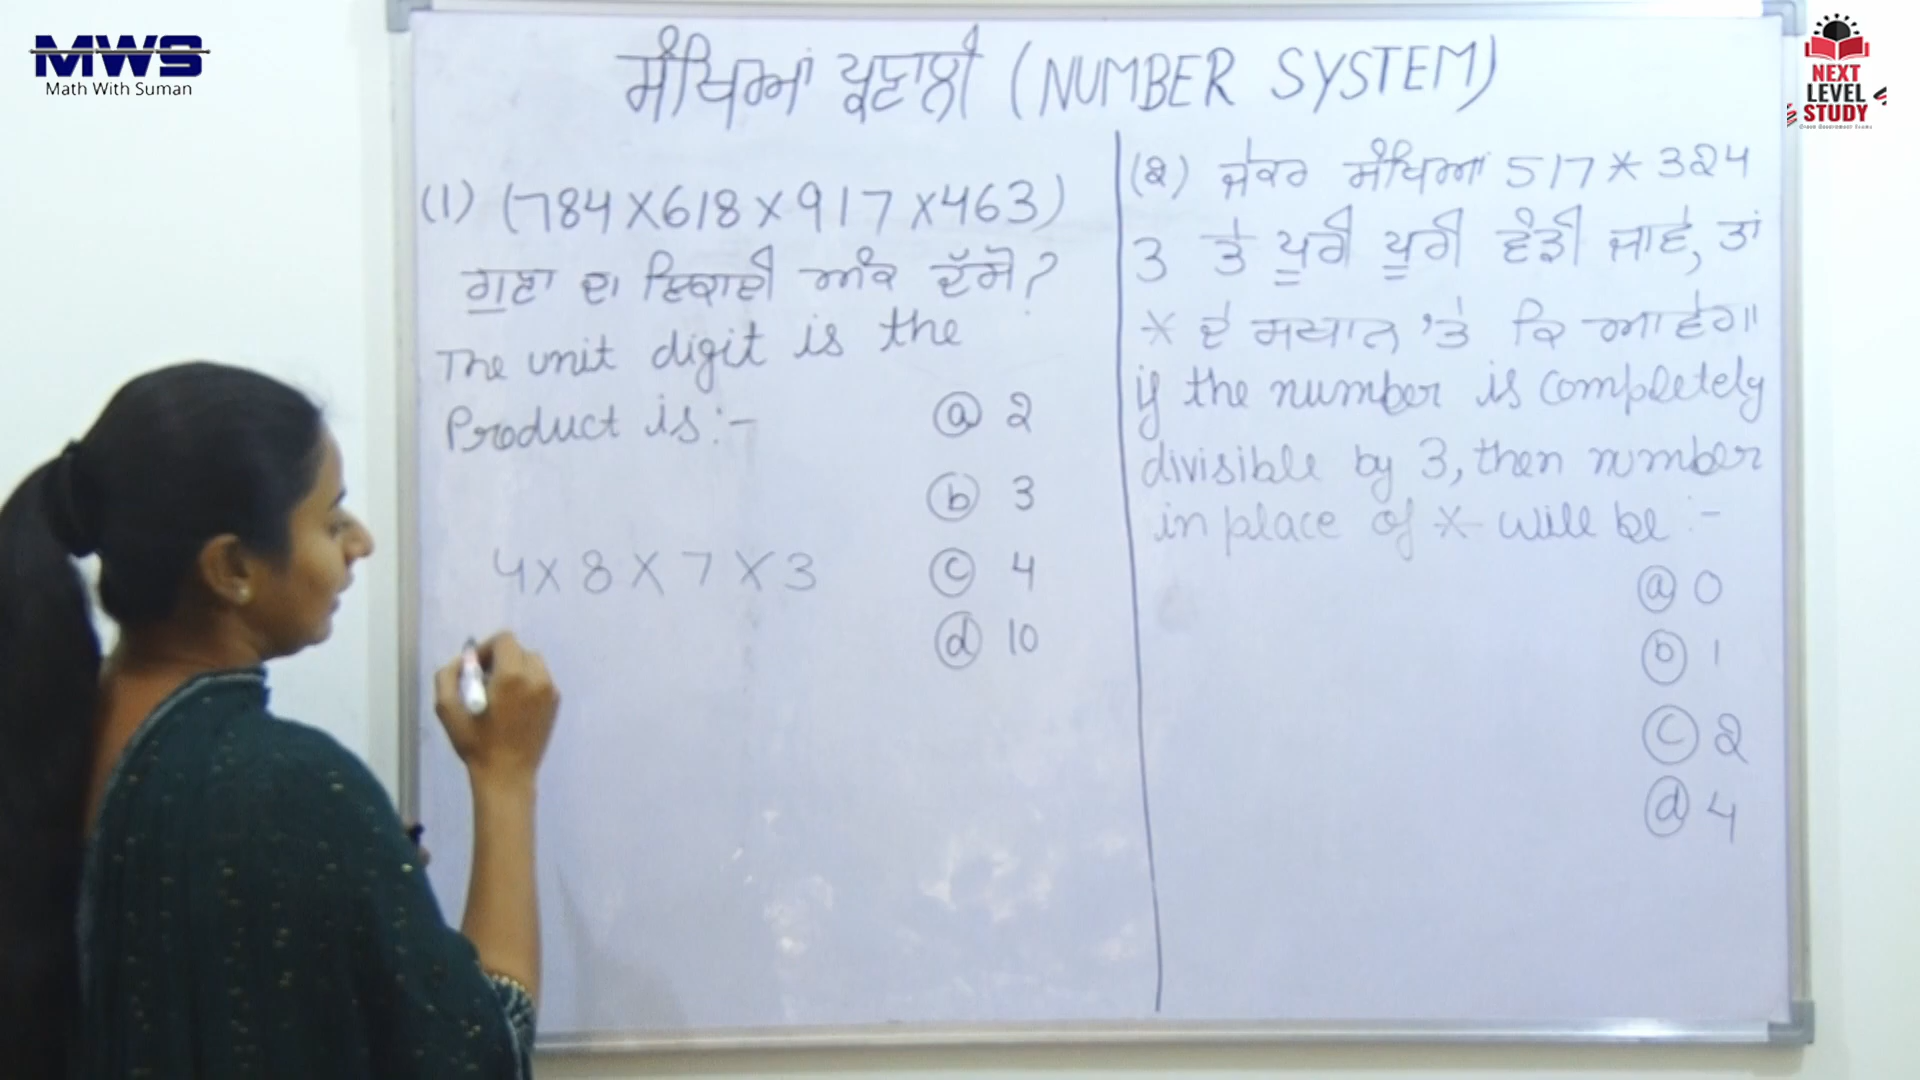 MWS
Math With Suman
NEXT
LEVEL
STUDY
ਸੰਖਿਆਂ ਪ੍ਰਣਾਲੀ (NUMBER SYSTEM)
(1) (784×618×917×463)
ਗੁਣਾ ਦਾ ਇਕਾਈ ਅੰਕ ਦੱਸੋ?
The unit digit is the
Product is:-
ⓐ 2
ⓑ 3
4×8×7×3
ⓒ 4
ⓓ 10
(2) ਜੇਕਰ ਸੰਖਿਆਂ 517*324
3 ਤੇ ਪੂਰੀ ਪੂਰੀ ਵੰਡੀ ਜਾਵੇ, ਤਾਂ
* ਦੇ ਸਥਾਨ 'ਤੇ ਕਿ ਆਵੇਗਾ
if the number is completely
divisible by 3, then number
in place of * will be :-
ⓐ 0
ⓑ 1
ⓒ 2
ⓓ 4